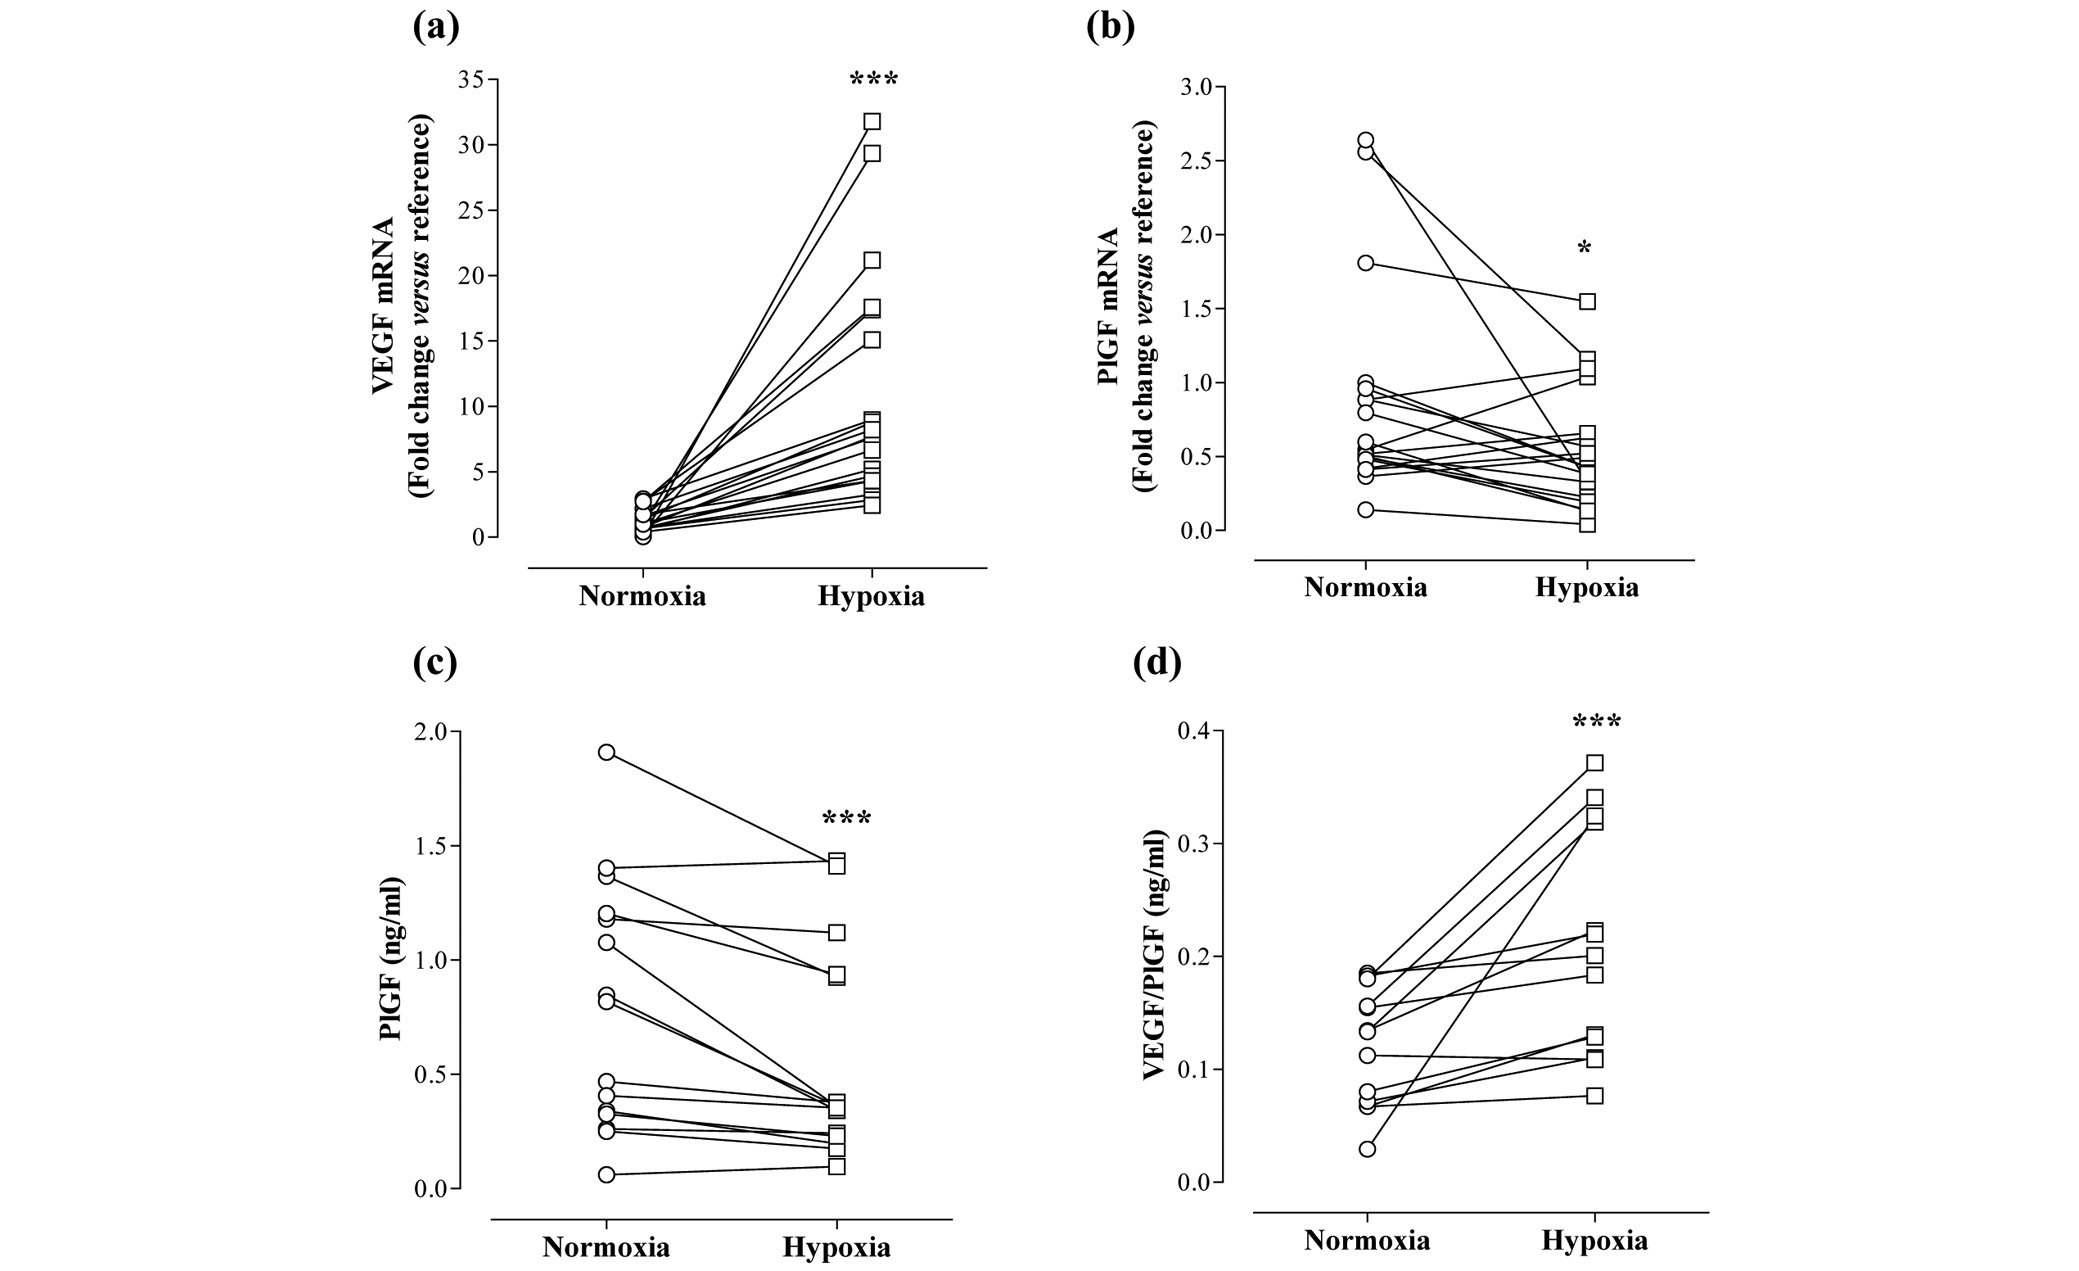 (a)
VEGF mRNA
(Fold change versus reference)
35
30
25
20
15
10
5
0
***
Normoxia
Hypoxia
(b)
PlGF mRNA
(Fold change versus reference)
3.0
2.5
2.0
1.5
1.0
0.5
0.0
*
Normoxia
Hypoxia
(c)
PlGF (ng/ml)
2.0
1.5
1.0
0.5
0.0
***
Normoxia
Hypoxia
(d)
VEGF/PlGF (ng/ml)
0.4
0.3
0.2
0.1
0.0
***
Normoxia
Hypoxia